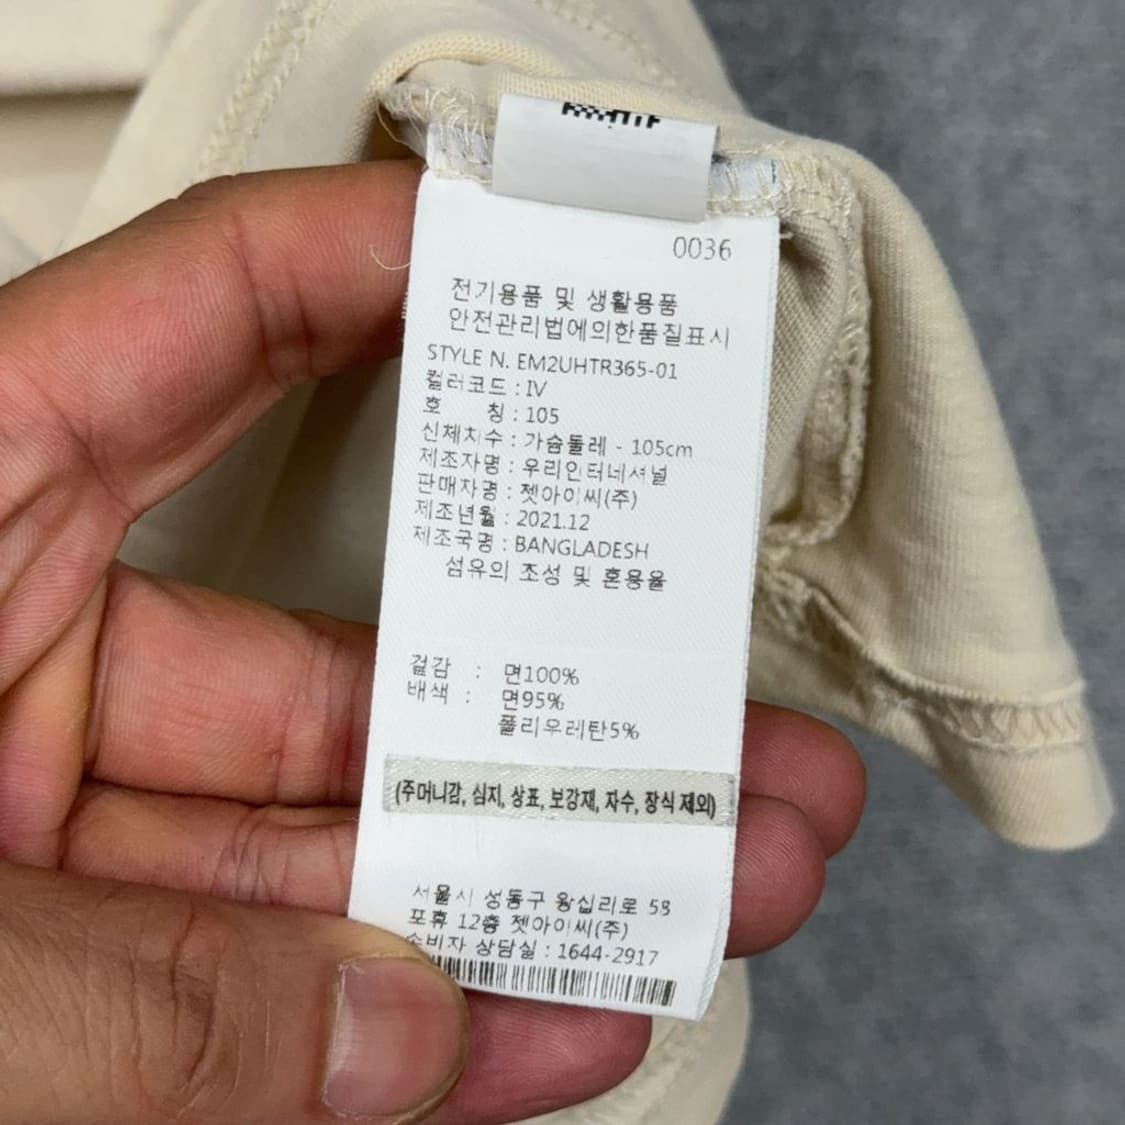 0036
전기용품 및 생활용품
안전관리법에의한품질표시
STYLE N. EM2UHTR365-01
컬러코드 : IV
호 칭 : 105
신체치수 : 가슴둘레 - 105cm
제조자명 : 우리인터네셔널
판매자명 : 젯아이씨(주)
제조년월 : 2021.12
제조국명 : BANGLADESH
섬유의 조성 및 혼용율
겉감 : 면100%
배색 : 면95%
폴리우레탄5%
(주머니감, 심지, 상표, 보강재, 자수, 장식 제외)
서울시 성동구 왕십리로 58
포휴 12층 젯아이씨(주)
소비자 상담실 : 1644-2917